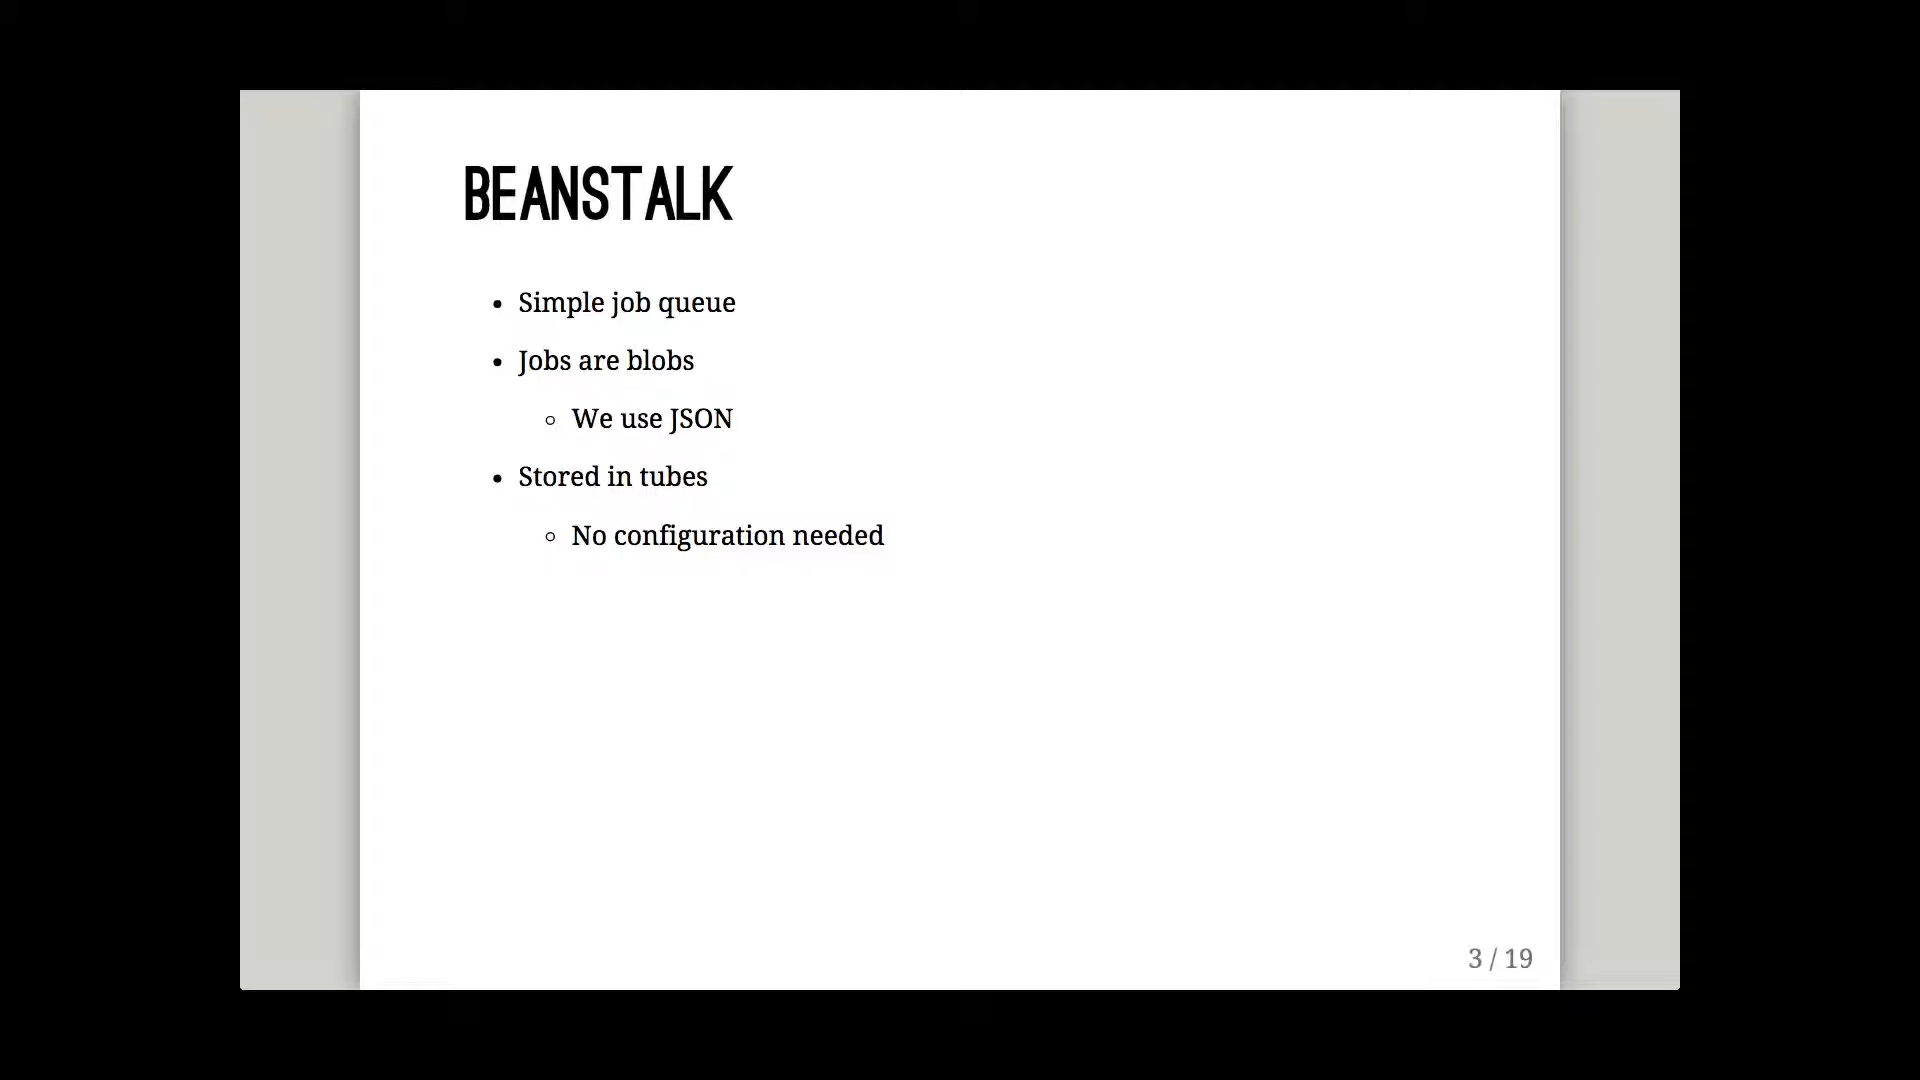 BEANSTALK
• Simple job queue
• Jobs are blobs
◦ We use JSON
• Stored in tubes
◦ No configuration needed
3 / 19